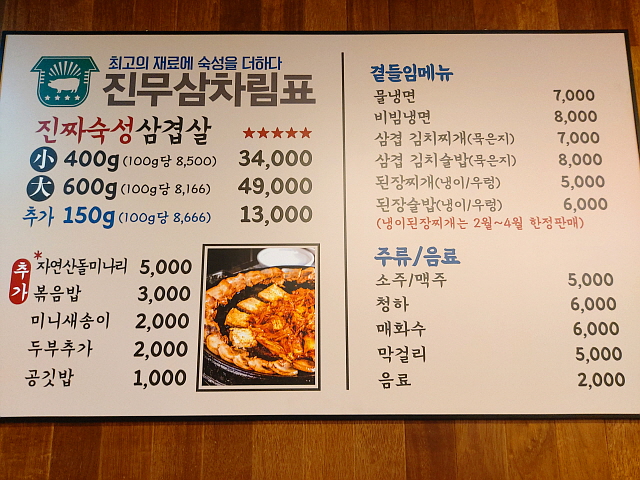 최고의 재료에 숙성을 더하다
진무삼차림표
진짜숙성삼겹살 ★★★★★
小 400g (100g당 8,500) 34,000
大 600g (100g당 8,166) 49,000
추가 150g (100g당 8,666) 13,000
추가
*자연산돌미나리 5,000
볶음밥 3,000
미니새송이 2,000
두부추가 2,000
공깃밥 1,000
곁들임메뉴
물냉면 7,000
비빔냉면 8,000
삼겹 김치찌개(묵은지) 7,000
삼겹 김치술밥(묵은지) 8,000
된장찌개(냉이/우렁) 5,000
된장술밥(냉이/우렁) 6,000
(냉이된장찌개는 2월~4월 한정판매)
주류/음료
소주/맥주 5,000
청하 6,000
매화수 6,000
막걸리 5,000
음료 2,000